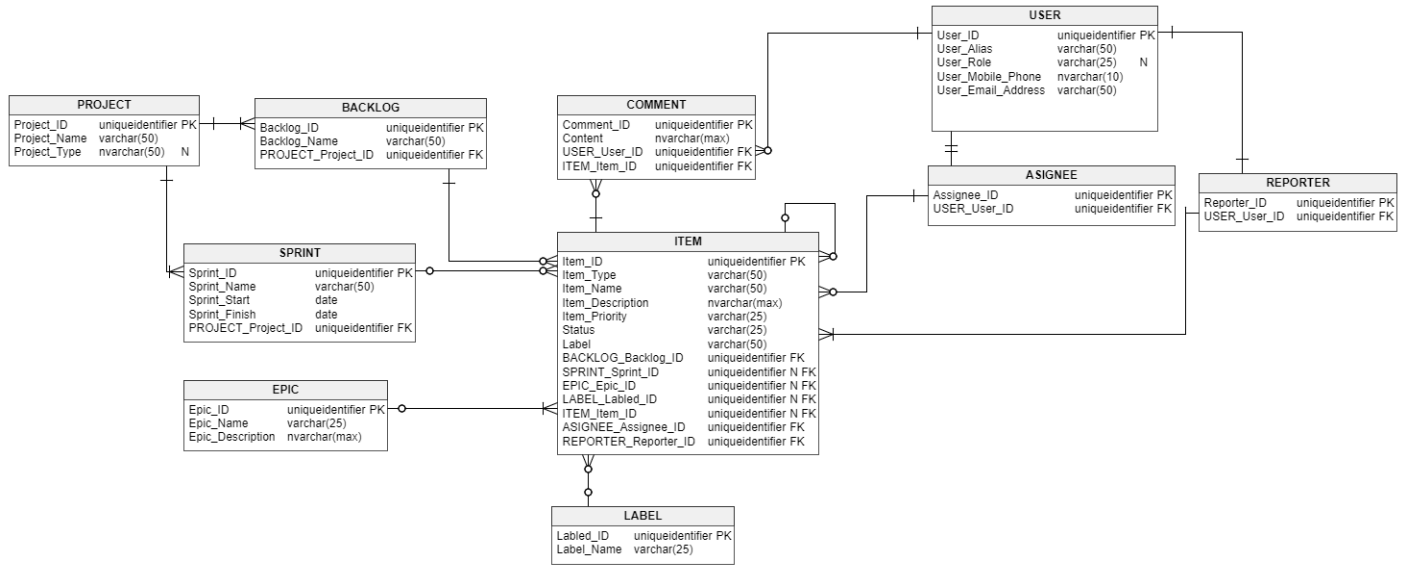 USER
User_ID uniqueidentifier PK
User_Alias varchar(50)
User_Role varchar(25) N
User_Mobile_Phone nvarchar(10)
User_Email_Address varchar(50)
PROJECT
Project_ID uniqueidentifier PK
Project_Name varchar(50)
Project_Type nvarchar(50) N
BACKLOG
Backlog_ID uniqueidentifier PK
Backlog_Name varchar(50)
PROJECT_Project_ID uniqueidentifier FK
COMMENT
Comment_ID uniqueidentifier PK
Content nvarchar(max)
USER_User_ID uniqueidentifier FK
ITEM_Item_ID uniqueidentifier FK
ASIGNEE
Assignee_ID uniqueidentifier PK
USER_User_ID uniqueidentifier FK
REPORTER
Reporter_ID uniqueidentifier PK
USER_User_ID uniqueidentifier FK
SPRINT
Sprint_ID uniqueidentifier PK
Sprint_Name varchar(50)
Sprint_Start date
Sprint_Finish date
PROJECT_Project_ID uniqueidentifier FK
ITEM
Item_ID uniqueidentifier PK
Item_Type varchar(50)
Item_Name varchar(50)
Item_Description nvarchar(max)
Item_Priority varchar(25)
Status varchar(25)
Label varchar(50)
BACKLOG_Backlog_ID uniqueidentifier FK
SPRINT_Sprint_ID uniqueidentifier N FK
EPIC_Epic_ID uniqueidentifier N FK
LABEL_Labled_ID uniqueidentifier N FK
ITEM_Item_ID uniqueidentifier N FK
ASIGNEE_Assignee_ID uniqueidentifier FK
REPORTER_Reporter_ID uniqueidentifier FK
EPIC
Epic_ID uniqueidentifier PK
Epic_Name varchar(25)
Epic_Description nvarchar(max)
LABEL
Labled_ID uniqueidentifier PK
Label_Name varchar(25)